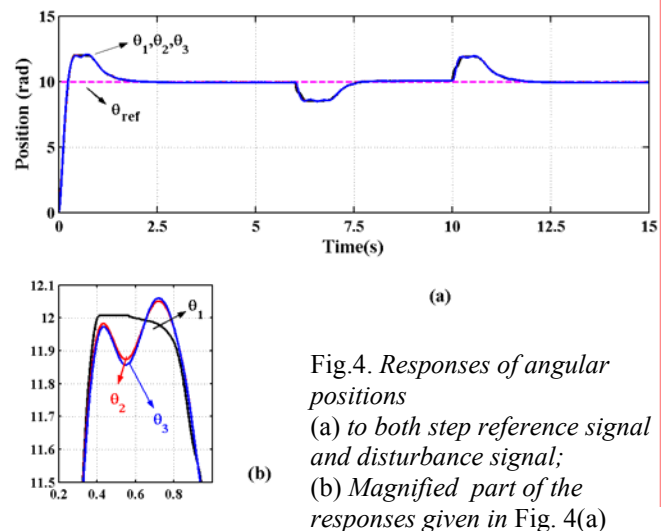 15
10
5
0
Position (rad)
θ1,θ2,θ3
θref
0 2.5 5 7.5 10 12.5 15
Time(s)
(a)
12.1
12
11.9
11.8
11.7
11.6
11.5
θ1
θ2
θ3
0.2 0.4 0.6 0.8
(b)
Fig.4. Responses of angular
positions
(a) to both step reference signal
and disturbance signal;
(b) Magnified part of the
responses given in Fig. 4(a)